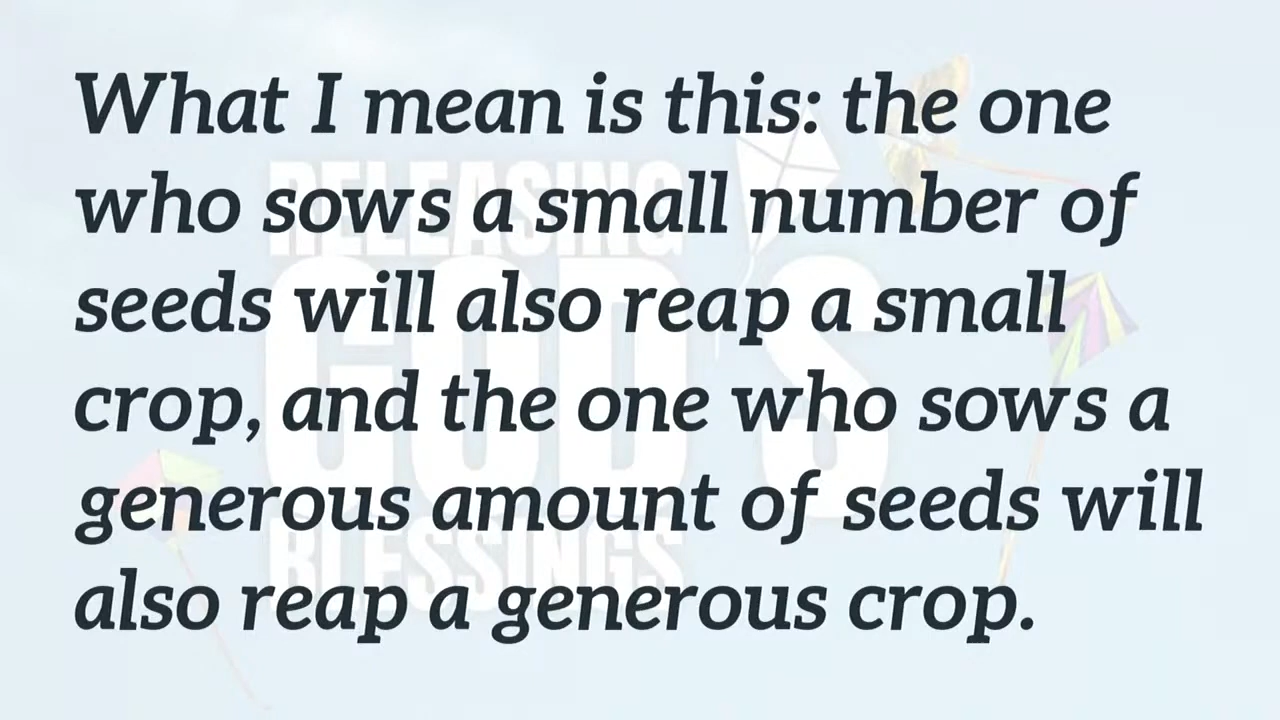 What I mean is this: the one
who sows a small number of
seeds will also reap a small
crop, and the one who sows a
generous amount of seeds will
also reap a generous crop.
RELEASING
GOD'S
BLESSINGS